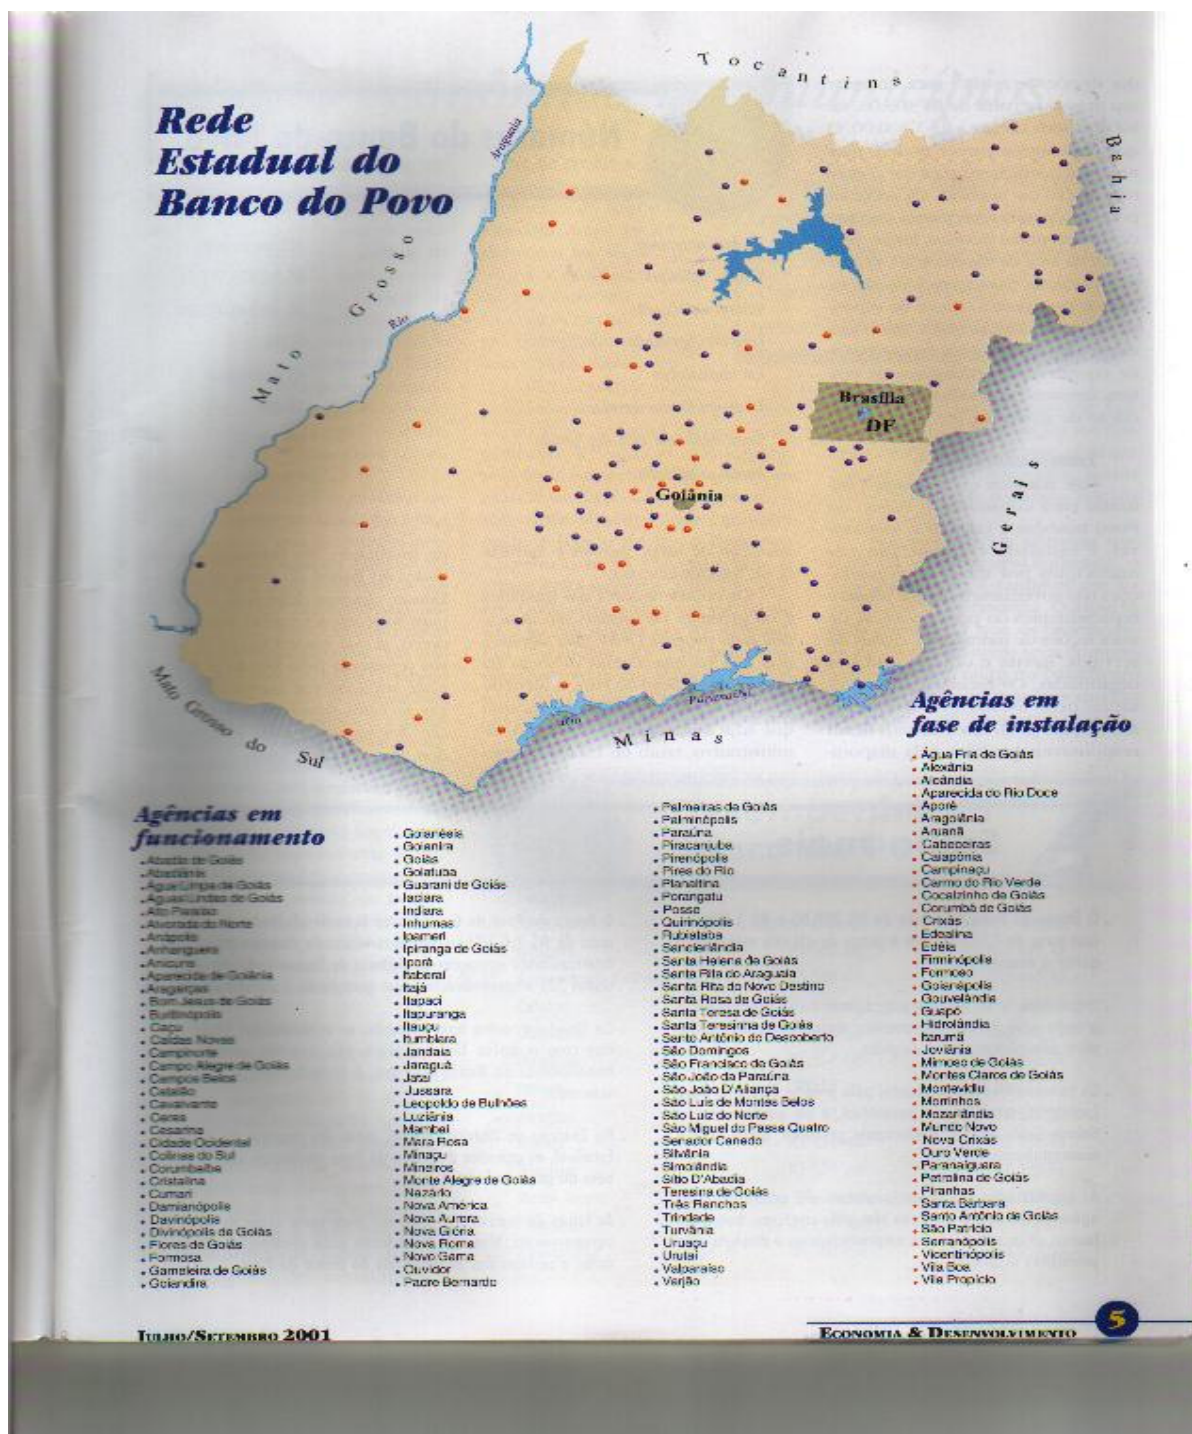 Rede
Estadual do
Banco do Povo
Tocantins
Bahia
Mato Grosso
Rio Araguaia
Brasília
DF
Goiânia
Gerais
Minas
Rio Paranaíba
Mato Grosso do Sul
Agências em
funcionamento
Abadia de Goiás
Abadiânia
Água Limpa de Goiás
Águas Lindas de Goiás
Alto Paraíso
Alvorada do Norte
Anápolis
Anhanguera
Anicuns
Aparecida de Goiânia
Aragarças
Bom Jesus de Goiás
Buritinópolis
Caçu
Caldas Novas
Campinorte
Campo Alegre de Goiás
Campos Belos
Catalão
Cavalcante
Ceres
Cesarina
Cidade Ocidental
Colinas do Sul
Corumbaíba
Cristalina
Cumari
Damianópolis
Davinópolis
Divinópolis de Goiás
Flores de Goiás
Formosa
Gameleira de Goiás
Goiandira
Goianésia
Goianira
Goiás
Goiatuba
Guarani de Goiás
Iaciara
Indiara
Inhumas
Ipameri
Ipiranga de Goiás
Iporá
Itaberaí
Itajá
Itapaci
Itapuranga
Itauçu
Itumbiara
Jandaia
Jaraguá
Jataí
Jussara
Leopoldo de Bulhões
Luziânia
Mambaí
Mara Rosa
Minaçu
Mineiros
Monte Alegre de Goiás
Nazário
Nova América
Nova Aurora
Nova Glória
Nova Roma
Novo Gama
Ouvidor
Padre Bernardo
Palmeiras de Goiás
Palminópolis
Paraúna
Piracanjuba
Pirenópolis
Pires do Rio
Planaltina
Porangatu
Posse
Quirinópolis
Rubiataba
Sanclerlândia
Santa Helena de Goiás
Santa Rita do Araguaia
Santa Rita do Novo Destino
Santa Rosa de Goiás
Santa Teresa de Goiás
Santa Teresinha de Goiás
Santo Antônio do Descoberto
São Domingos
São Francisco de Goiás
São João da Paraúna
São João D'Aliança
São Luís de Montes Belos
São Luiz do Norte
São Miguel do Passa Quatro
Senador Canedo
Silvânia
Simolândia
Sítio D'Abadia
Teresina de Goiás
Três Ranchos
Trindade
Turvânia
Uruaçu
Urutaí
Valparaíso
Varjão
Agências em
fase de instalação
Água Fria de Goiás
Alexânia
Alcândia
Aparecida do Rio Doce
Aporé
Aragoiânia
Aruanã
Cabeceiras
Caiapônia
Campinaçu
Carmo do Rio Verde
Cocalzinho de Goiás
Corumbá de Goiás
Crixás
Edealina
Edéia
Firminópolis
Formoso
Goianápolis
Gouvelândia
Guapó
Hidrolândia
Itarumã
Joviânia
Mimoso de Goiás
Montes Claros de Goiás
Montevidiu
Morrinhos
Mozarlândia
Mundo Novo
Nova Crixás
Ouro Verde
Paranaiguara
Petrolina de Goiás
Piranhas
Santa Bárbara
Santo Antônio de Goiás
São Patrício
Serranópolis
Vicentinópolis
Vila Boa
Vila Propício
JULHO/SETEMBRO 2001
ECONOMIA & DESENVOLVIMENTO
5